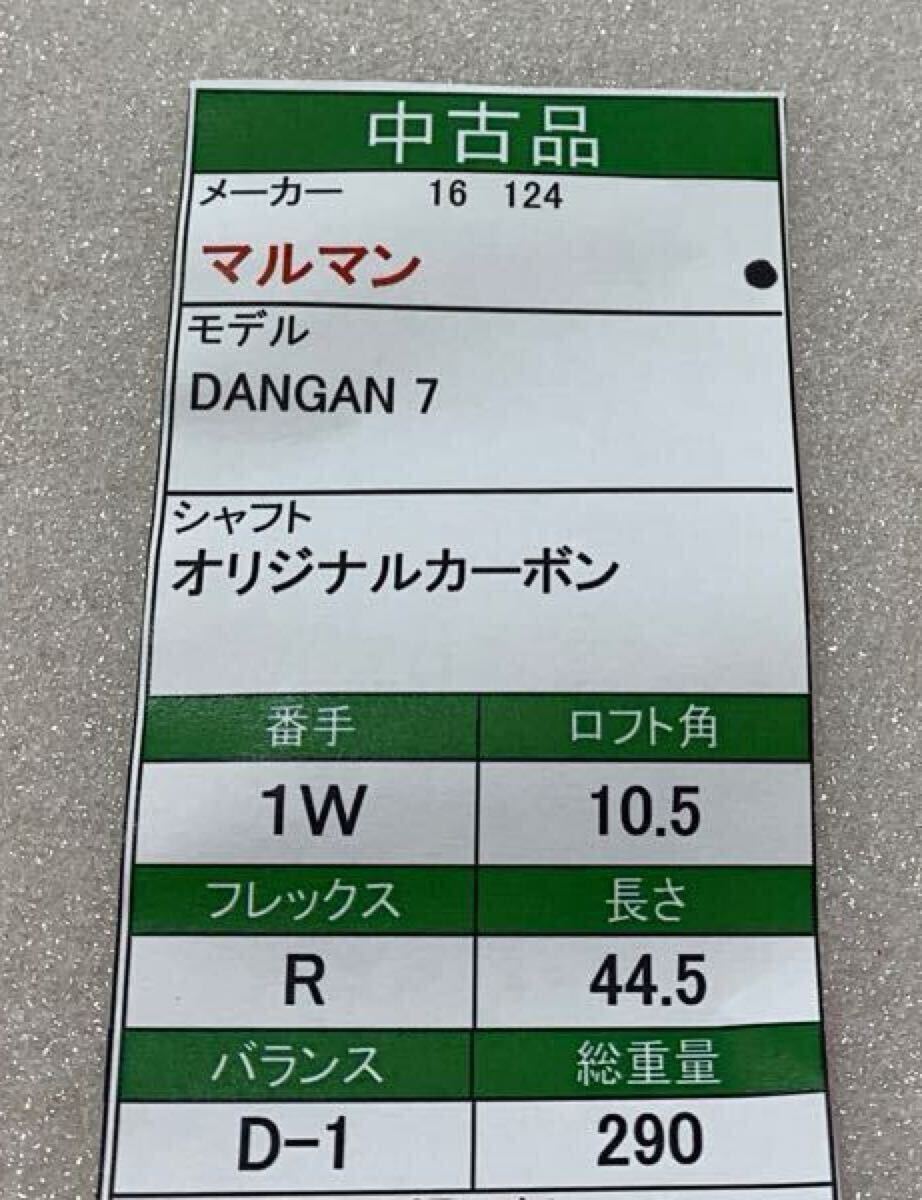 中古品
メーカー 16 124
マルマン
モデル
DANGAN 7
シャフト
オリジナルカーボン
番手 ロフト角
1W 10.5
フレックス 長さ
R 44.5
バランス 総重量
D-1 290